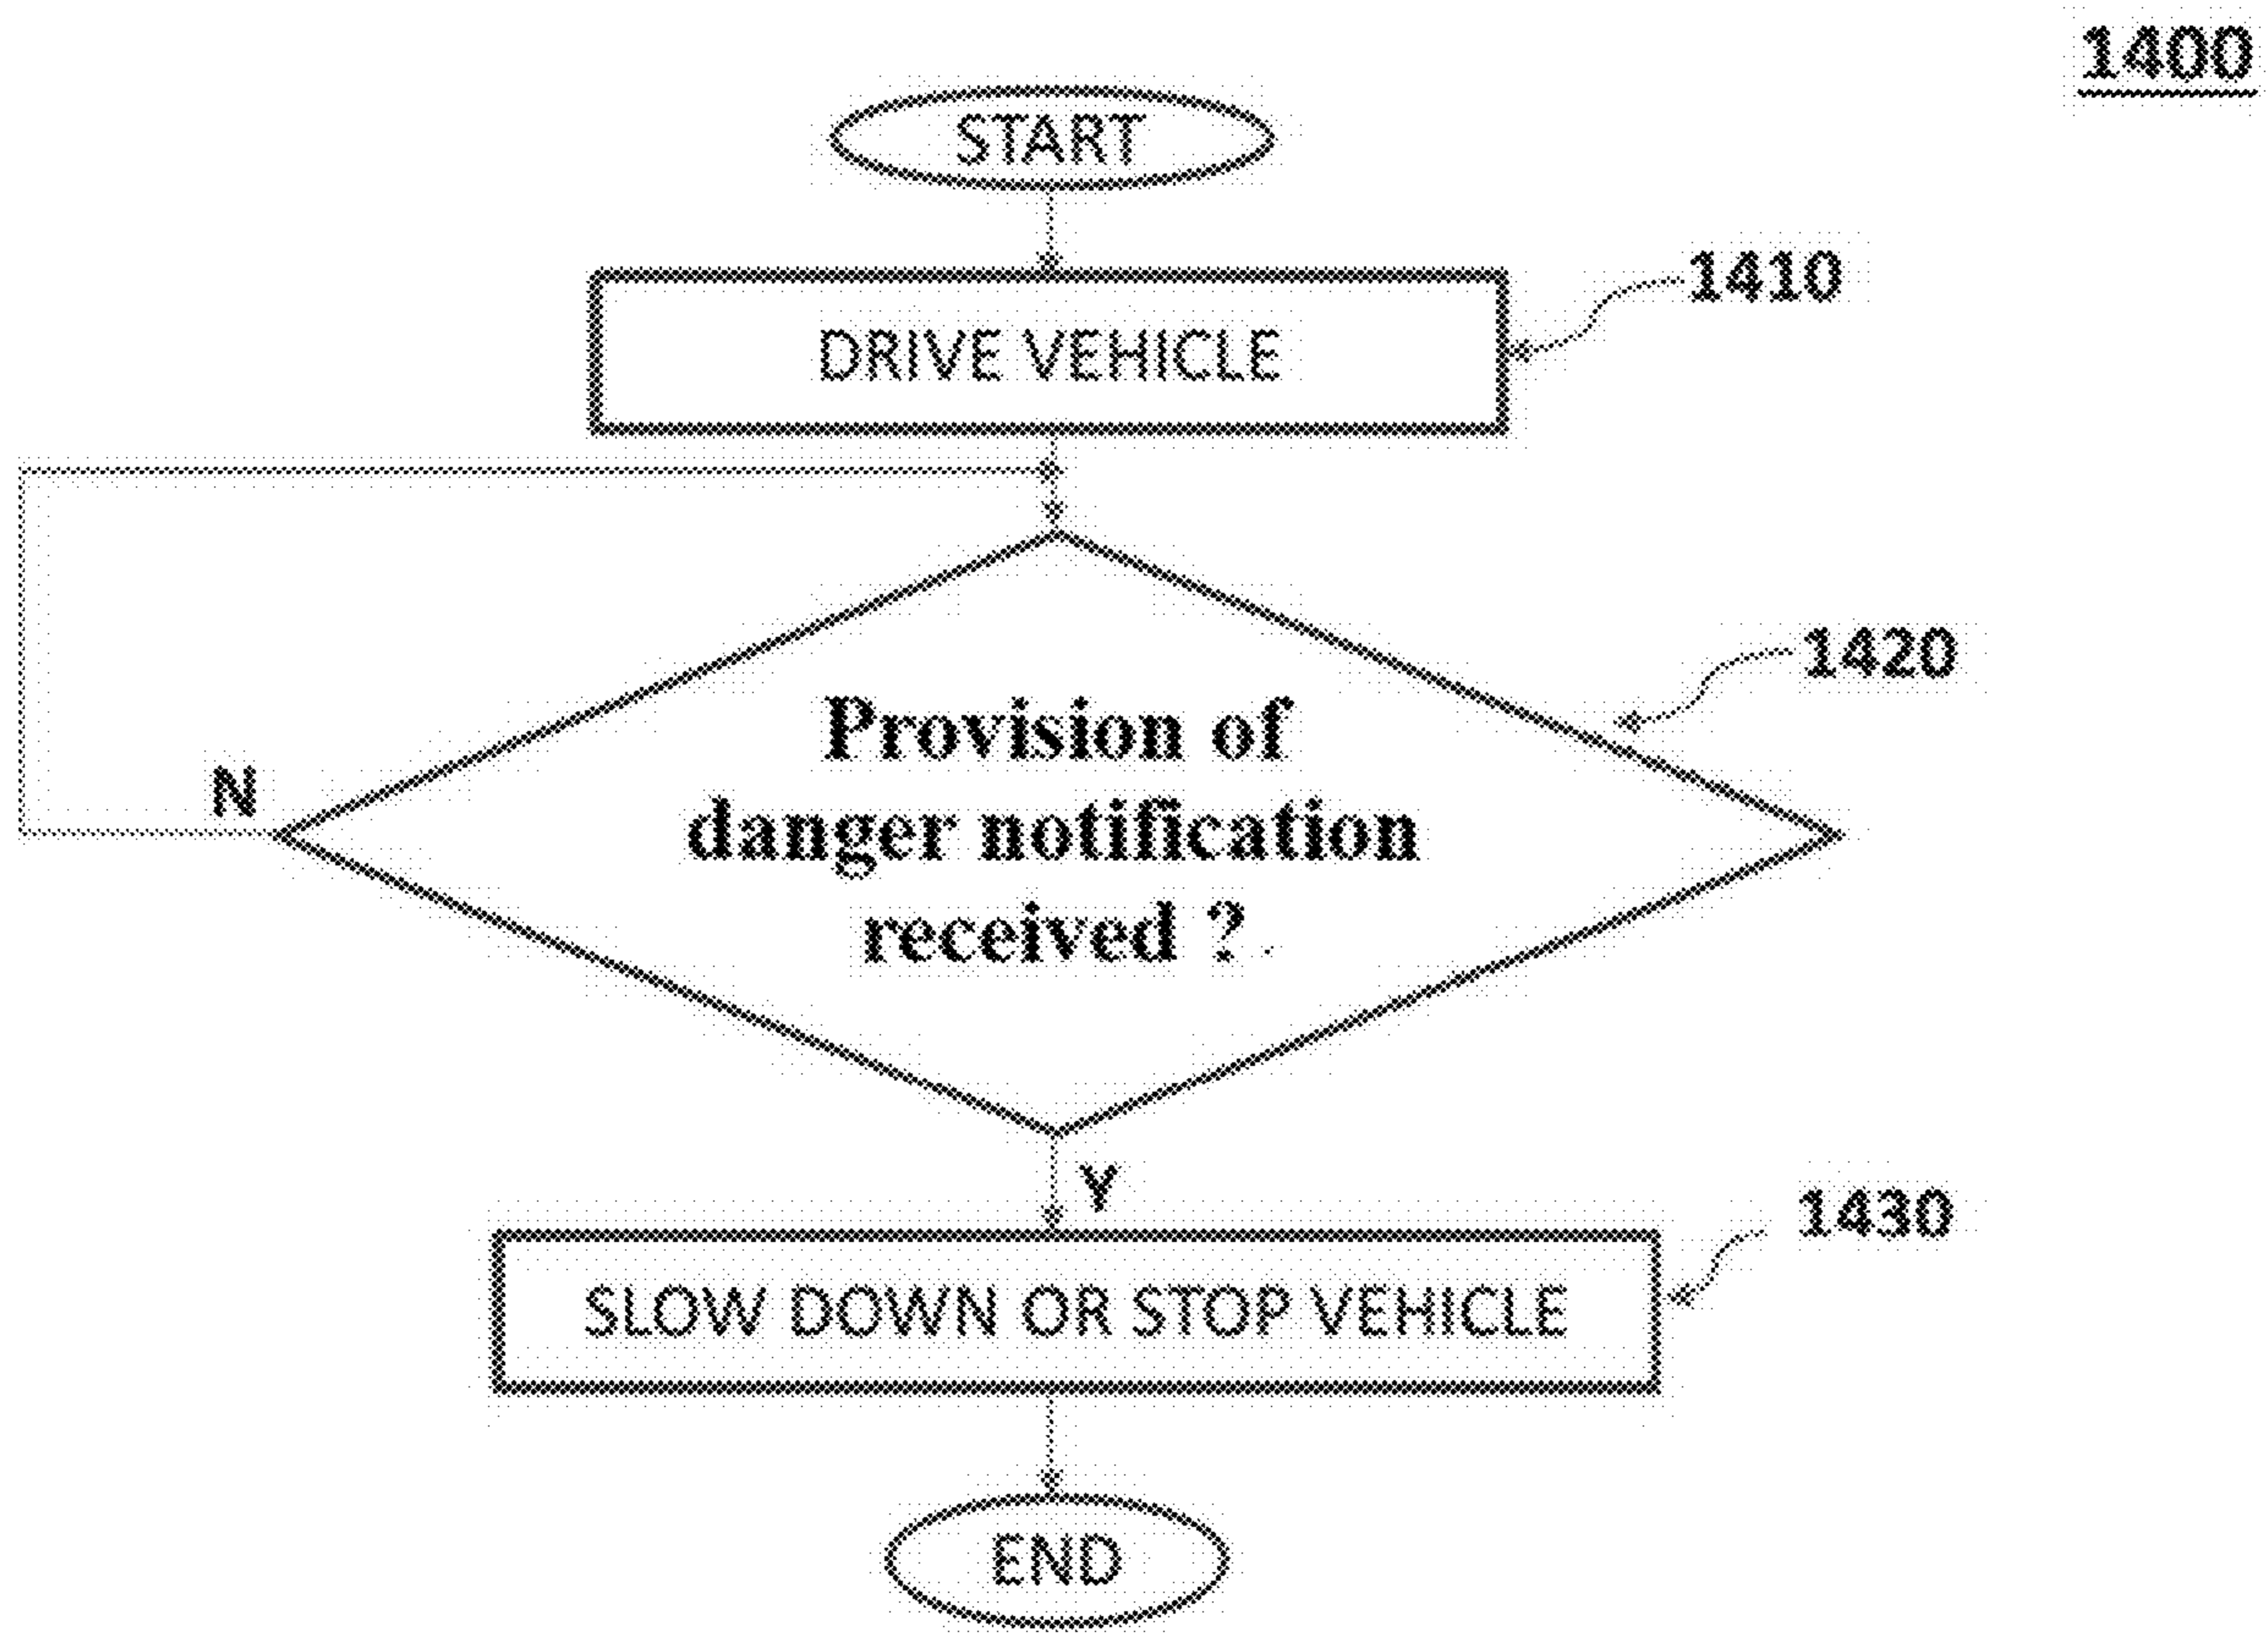 1400
START
DRIVE VEHICLE
1410
Provision of
danger notification
received ?
1420
N
Y
SLOW DOWN OR STOP VEHICLE
1430
END